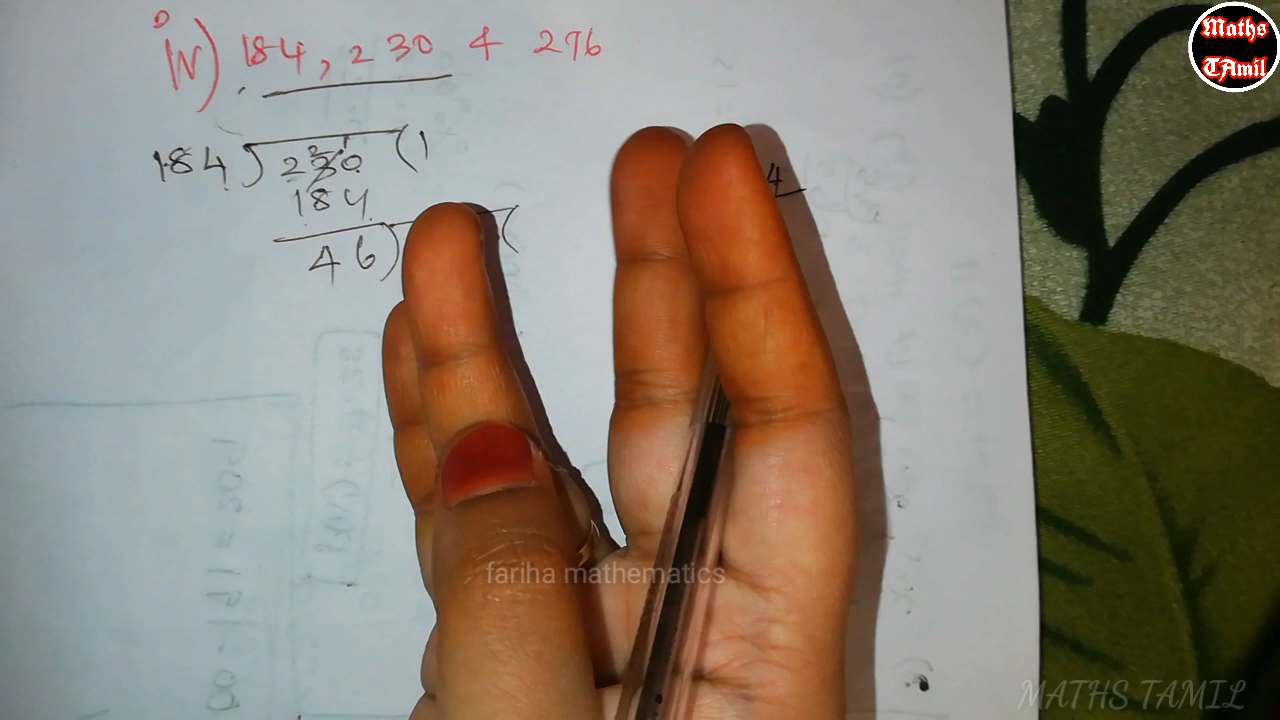 iv) 184, 230 & 276
184) 230 (1
184
46) (
4
Maths
TAmil
fariha mathematics
MATHS TAMIL